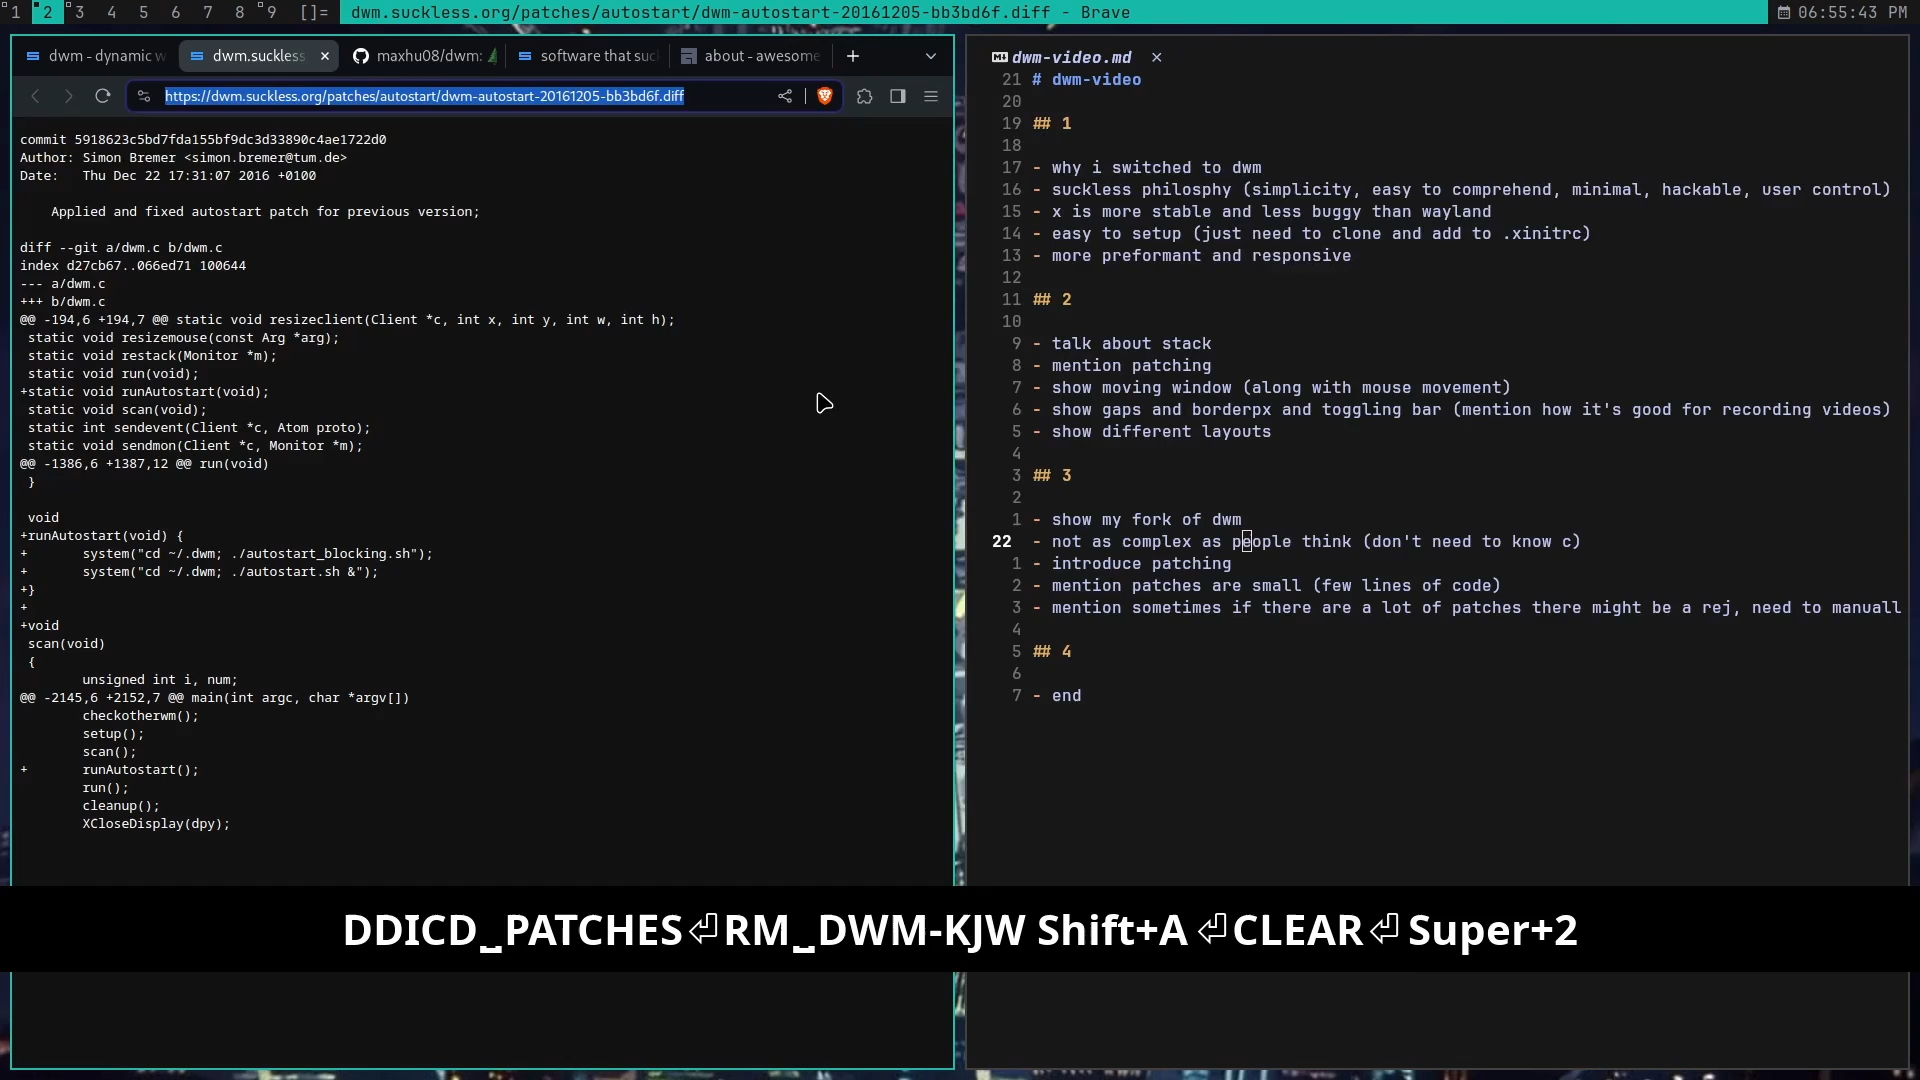 1 2 3 4 5 6 7 8 9 []= dwm.suckless.org/patches/autostart/dwm-autostart-20161205-bb3bd6f.diff - Brave 06:55:43 PM
dwm - dynamic w dwm.suckless maxhu08/dwm: software that suc about - awesome
https://dwm.suckless.org/patches/autostart/dwm-autostart-20161205-bb3bd6f.diff
commit 5918623c5bd7fda155bf9dc3d33890c4ae1722d0
Author: Simon Bremer <simon.bremer@tum.de>
Date:   Thu Dec 22 17:31:07 2016 +0100
    Applied and fixed autostart patch for previous version;
diff --git a/dwm.c b/dwm.c
index d27cb67..066ed71 100644
--- a/dwm.c
+++ b/dwm.c
@@ -194,6 +194,7 @@ static void resizeclient(Client *c, int x, int y, int w, int h);
 static void resizemouse(const Arg *arg);
 static void restack(Monitor *m);
 static void run(void);
+static void runAutostart(void);
 static void scan(void);
 static int sendevent(Client *c, Atom proto);
 static void sendmon(Client *c, Monitor *m);
@@ -1386,6 +1387,12 @@ run(void)
 }
 void
+runAutostart(void) {
+       system("cd ~/.dwm; ./autostart_blocking.sh");
+       system("cd ~/.dwm; ./autostart.sh &");
+}
+
+void
 scan(void)
 {
        unsigned int i, num;
@@ -2145,6 +2152,7 @@ main(int argc, char *argv[])
        checkotherwm();
        setup();
        scan();
+       runAutostart();
        run();
        cleanup();
        XCloseDisplay(dpy);
dwm-video.md
21 # dwm-video
20
19 ## 1
18
17 - why i switched to dwm
16 - suckless philosphy (simplicity, easy to comprehend, minimal, hackable, user control)
15 - x is more stable and less buggy than wayland
14 - easy to setup (just need to clone and add to .xinitrc)
13 - more preformant and responsive
12
11 ## 2
10
9 - talk about stack
8 - mention patching
7 - show moving window (along with mouse movement)
6 - show gaps and borderpx and toggling bar (mention how it's good for recording videos)
5 - show different layouts
4
3 ## 3
2
1 - show my fork of dwm
22 - not as complex as people think (don't need to know c)
1 - introduce patching
2 - mention patches are small (few lines of code)
3 - mention sometimes if there are a lot of patches there might be a rej, need to manuall
4
5 ## 4
6
7 - end
DDICD␣PATCHES⏎RM␣DWM-KJW Shift+A ⏎CLEAR⏎ Super+2